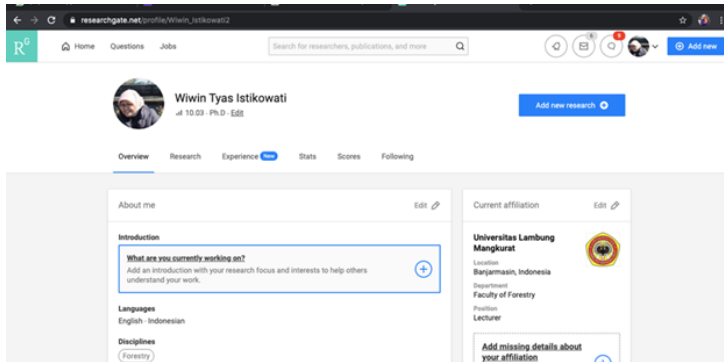 researchgate.net/profile/Wiwin_Istikowati2
RG
Home
Questions
Jobs
Search for researchers, publications, and more
Add new
Wiwin Tyas Istikowati
10.03 · Ph.D · Edit
Add new research
Overview
Research
Experience New
Stats
Scores
Following
About me
Edit
Introduction
What are you currently working on?
Add an introduction with your research focus and interests to help others
understand your work.
Languages
English · Indonesian
Disciplines
Forestry
Current affiliation
Edit
Universitas Lambung
Mangkurat
Location
Banjarmasin, Indonesia
Department
Faculty of Forestry
Position
Lecturer
Add missing details about
your affiliation